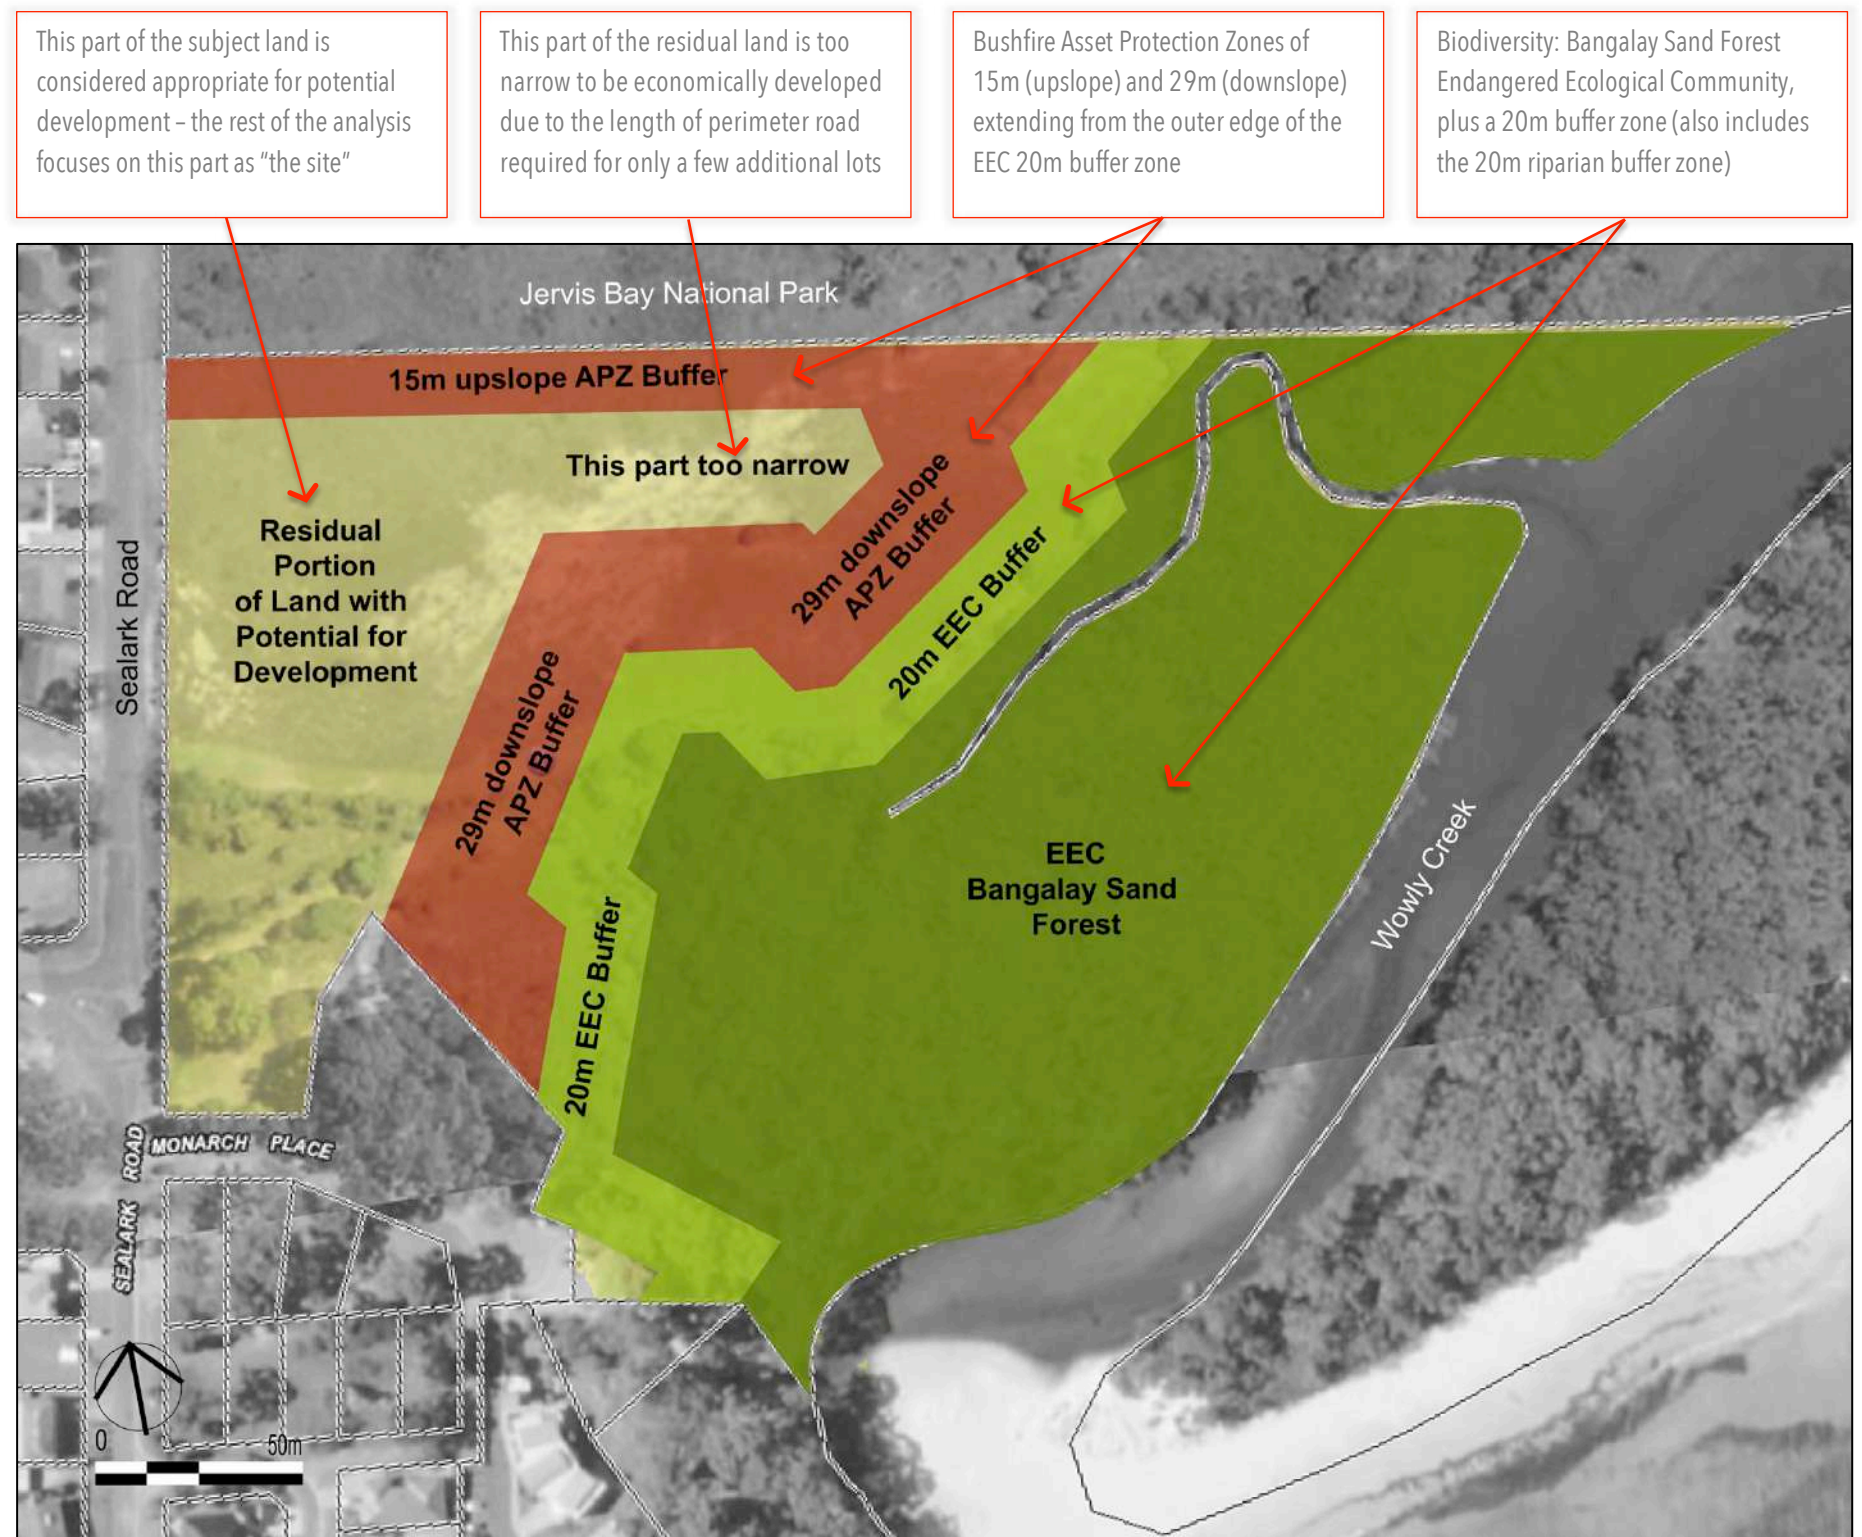 This part of the subject land is
considered appropriate for potential
development – the rest of the analysis
focuses on this part as "the site"
This part of the residual land is too
narrow to be economically developed
due to the length of perimeter road
required for only a few additional lots
Bushfire Asset Protection Zones of
15m (upslope) and 29m (downslope)
extending from the outer edge of the
EEC 20m buffer zone
Biodiversity: Bangalay Sand Forest
Endangered Ecological Community,
plus a 20m buffer zone (also includes
the 20m riparian buffer zone)
Jervis Bay National Park
15m upslope APZ Buffer
This part too narrow
Residual
Portion
of Land with
Potential for
Development
Sealark Road
29m downslope
APZ Buffer
20m EEC Buffer
29m downslope
APZ Buffer
20m EEC Buffer
EEC
Bangalay Sand
Forest
Wowly Creek
MONARCH PLACE
SEALARK ROAD
0
50m